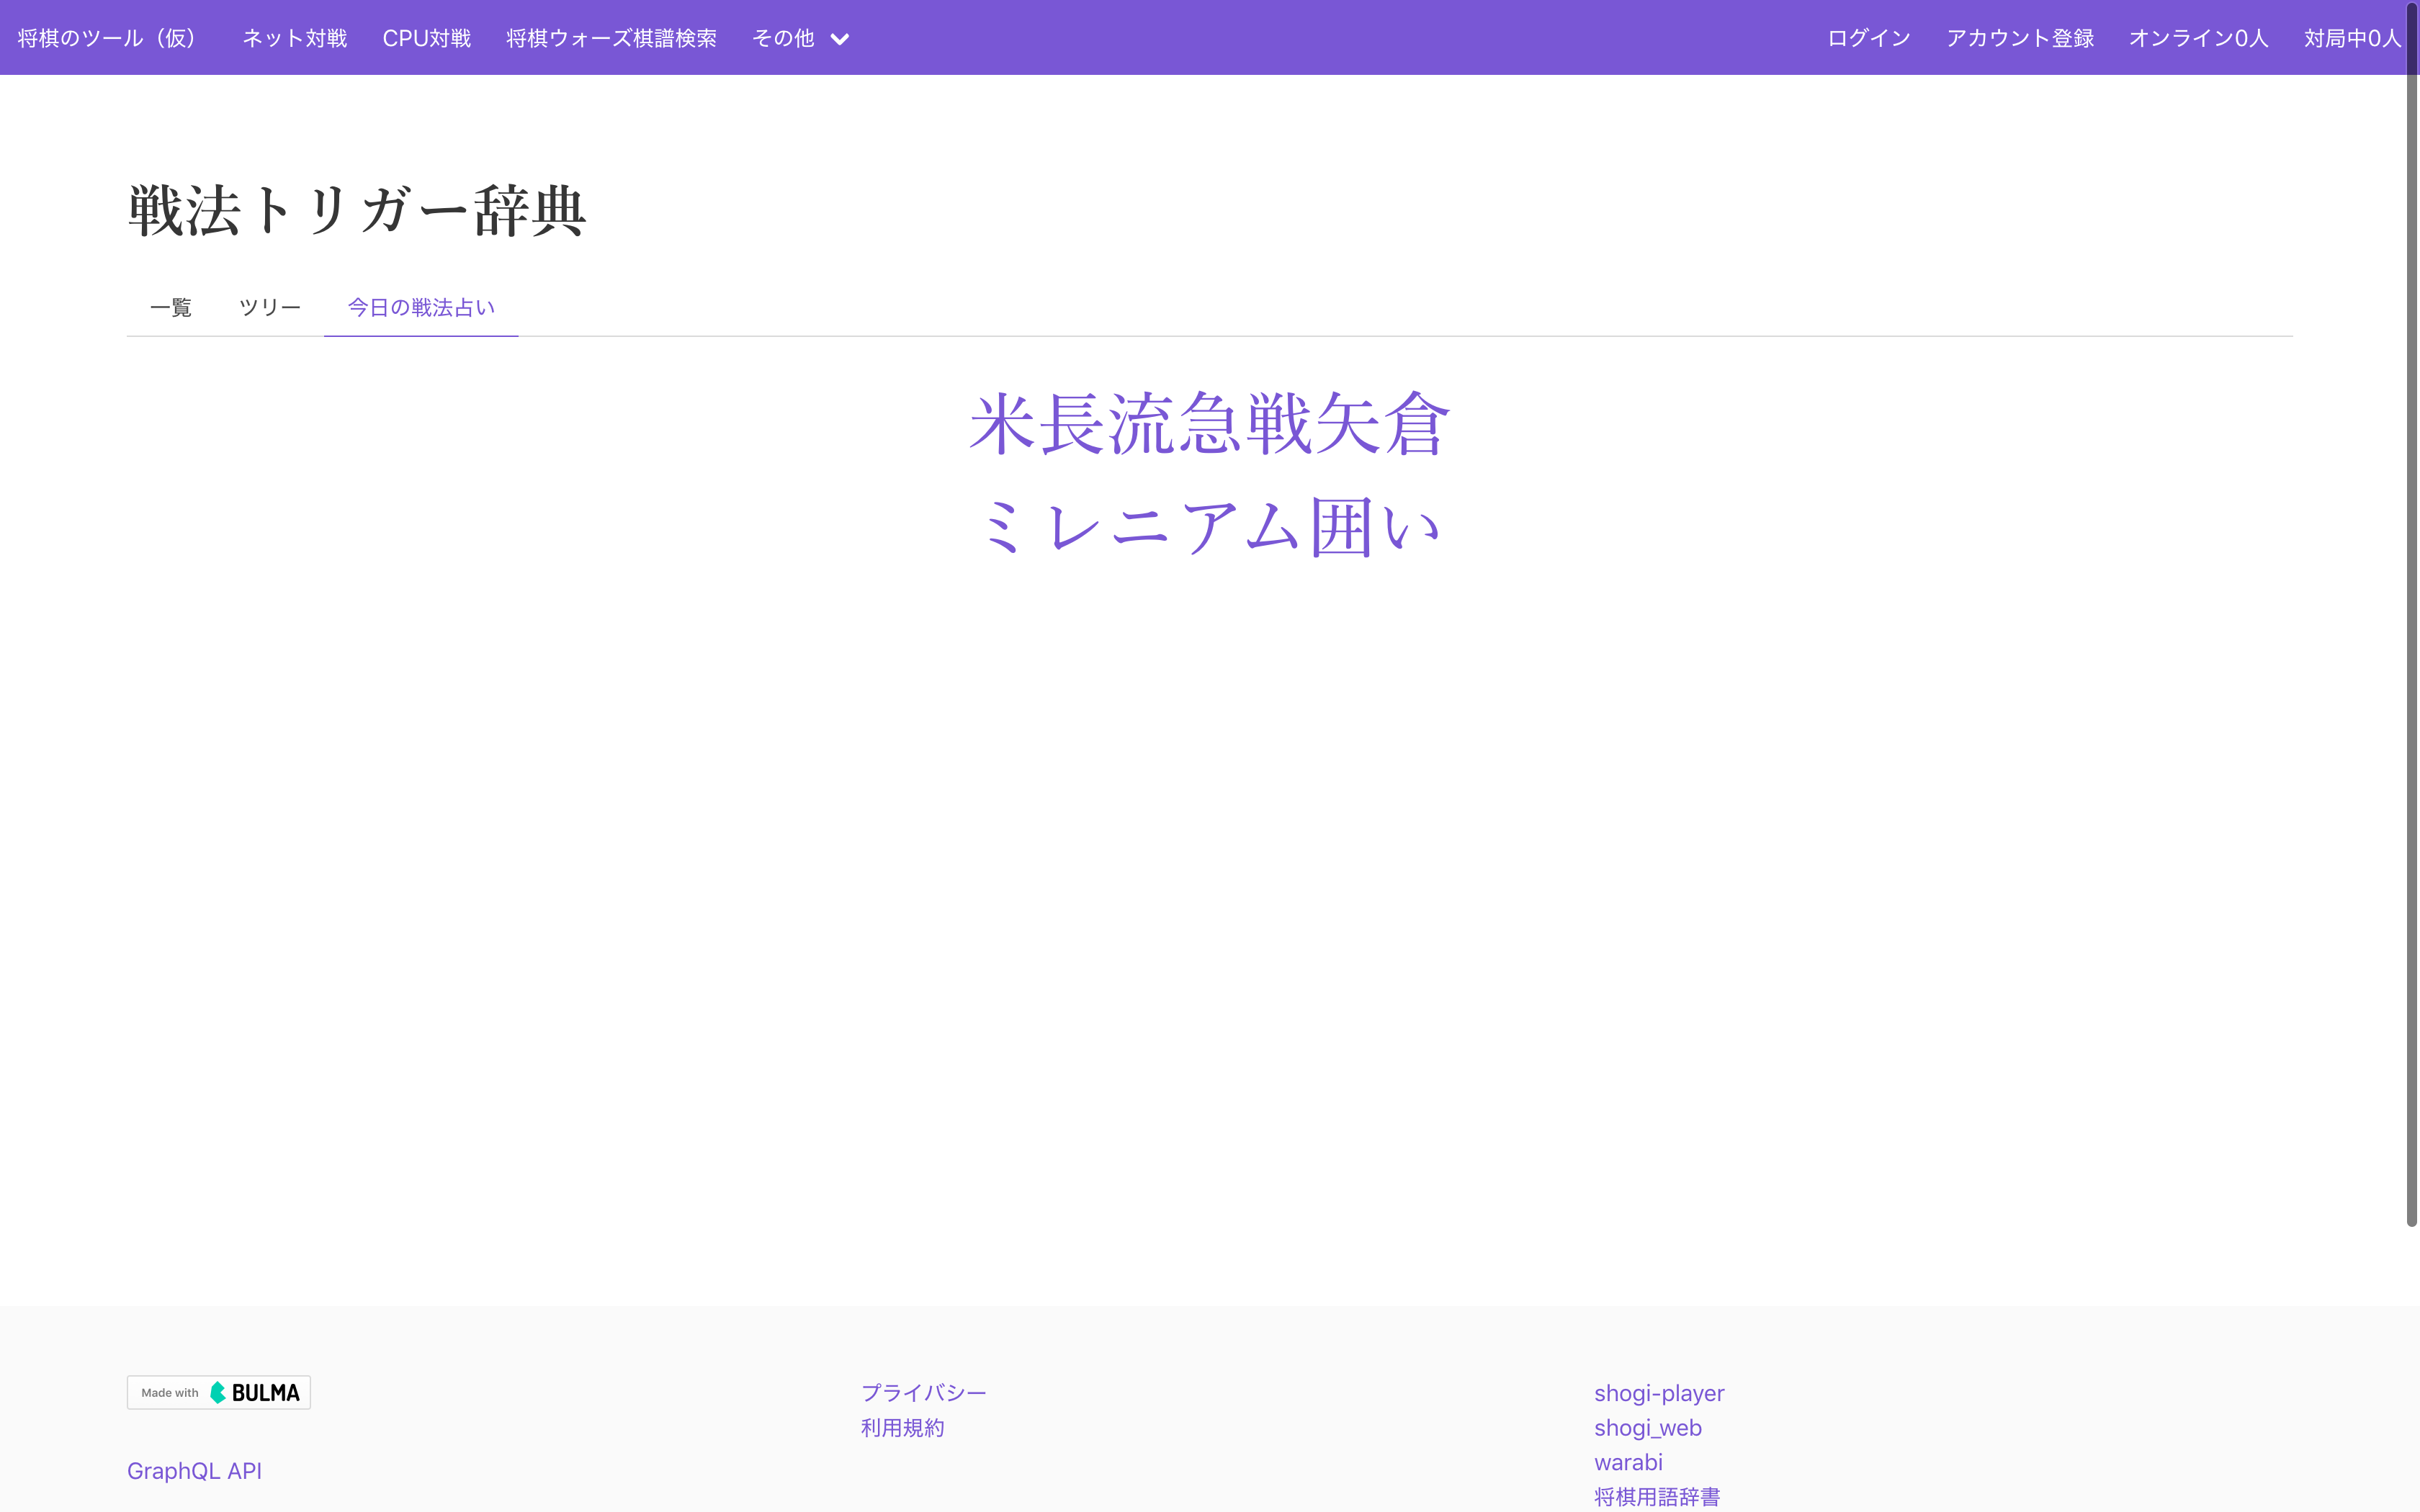 将棋のツール（仮） ネット対戦 CPU対戦 将棋ウォーズ棋譜検索 その他 ログイン アカウント登録 オンライン0人 対局中0人
戦法トリガー辞典
一覧 ツリー 今日の戦法占い
米長流急戦矢倉
ミレニアム囲い
Made with BULMA
GraphQL API
プライバシー
利用規約
shogi-player
shogi_web
warabi
将棋用語辞書